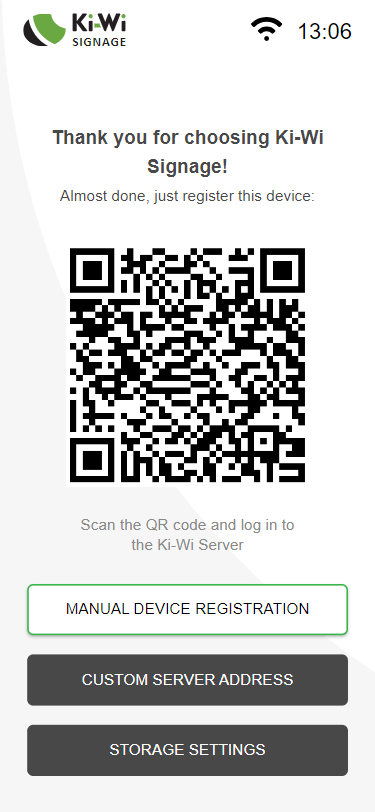 Ki-Wi
SIGNAGE
13:06
Thank you for choosing Ki-Wi
Signage!
Almost done, just register this device:
Scan the QR code and log in to
the Ki-Wi Server
MANUAL DEVICE REGISTRATION
CUSTOM SERVER ADDRESS
STORAGE SETTINGS